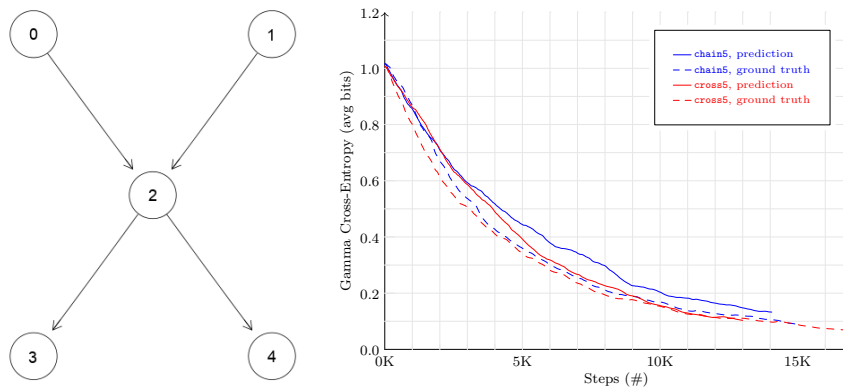 0
1
2
3
4
1.2
1.0
0.8
0.6
0.4
0.2
0.0
Gamma Cross-Entropy (avg bits)
chain5, prediction
chain5, ground truth
cross5, prediction
cross5, ground truth
0K 5K 10K 15K
Steps (#)